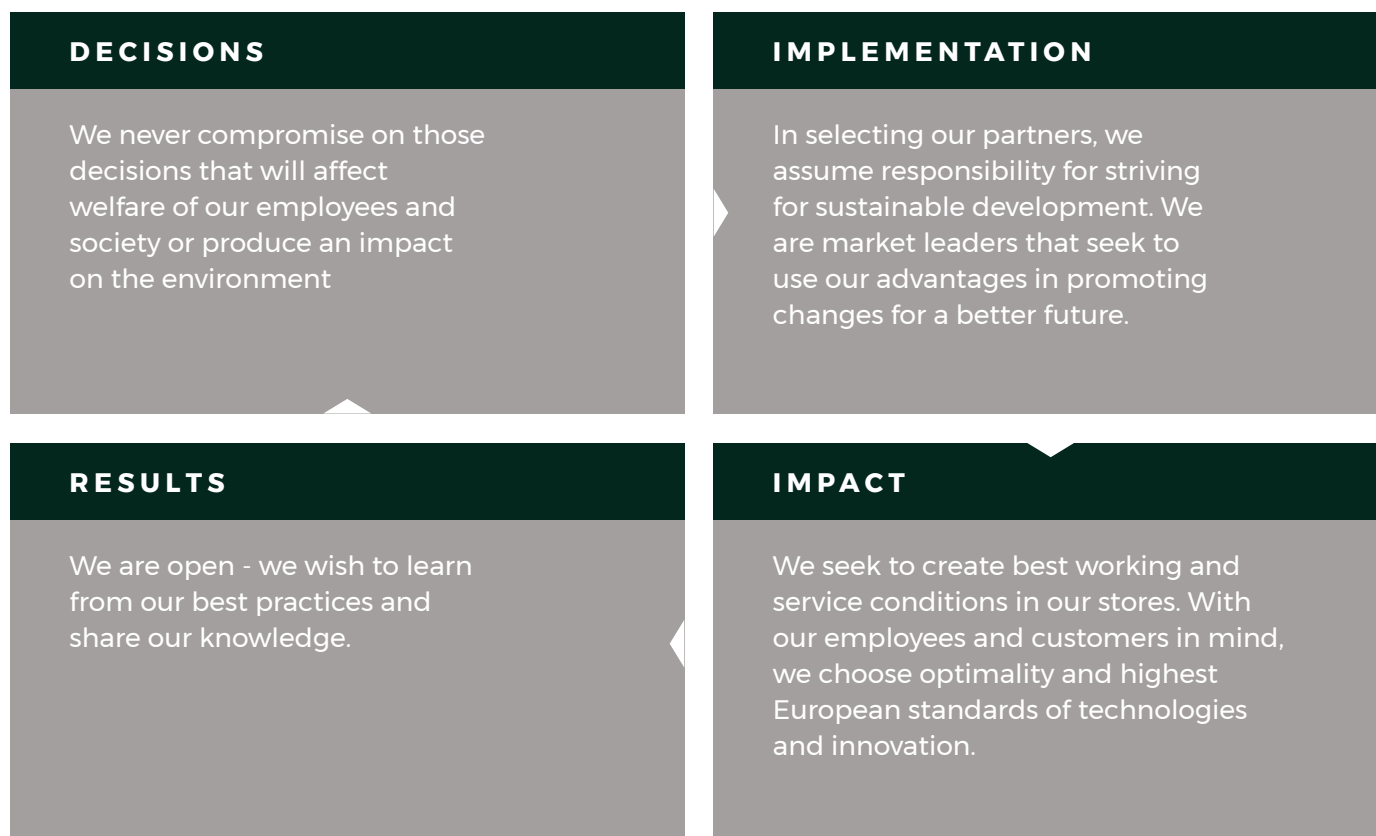 DECISIONS
We never compromise on those
decisions that will affect
welfare of our employees and
society or produce an impact
on the environment
IMPLEMENTATION
In selecting our partners, we
assume responsibility for striving
for sustainable development. We
are market leaders that seek to
use our advantages in promoting
changes for a better future.
RESULTS
We are open - we wish to learn
from our best practices and
share our knowledge.
IMPACT
We seek to create best working and
service conditions in our stores. With
our employees and customers in mind,
we choose optimality and highest
European standards of technologies
and innovation.